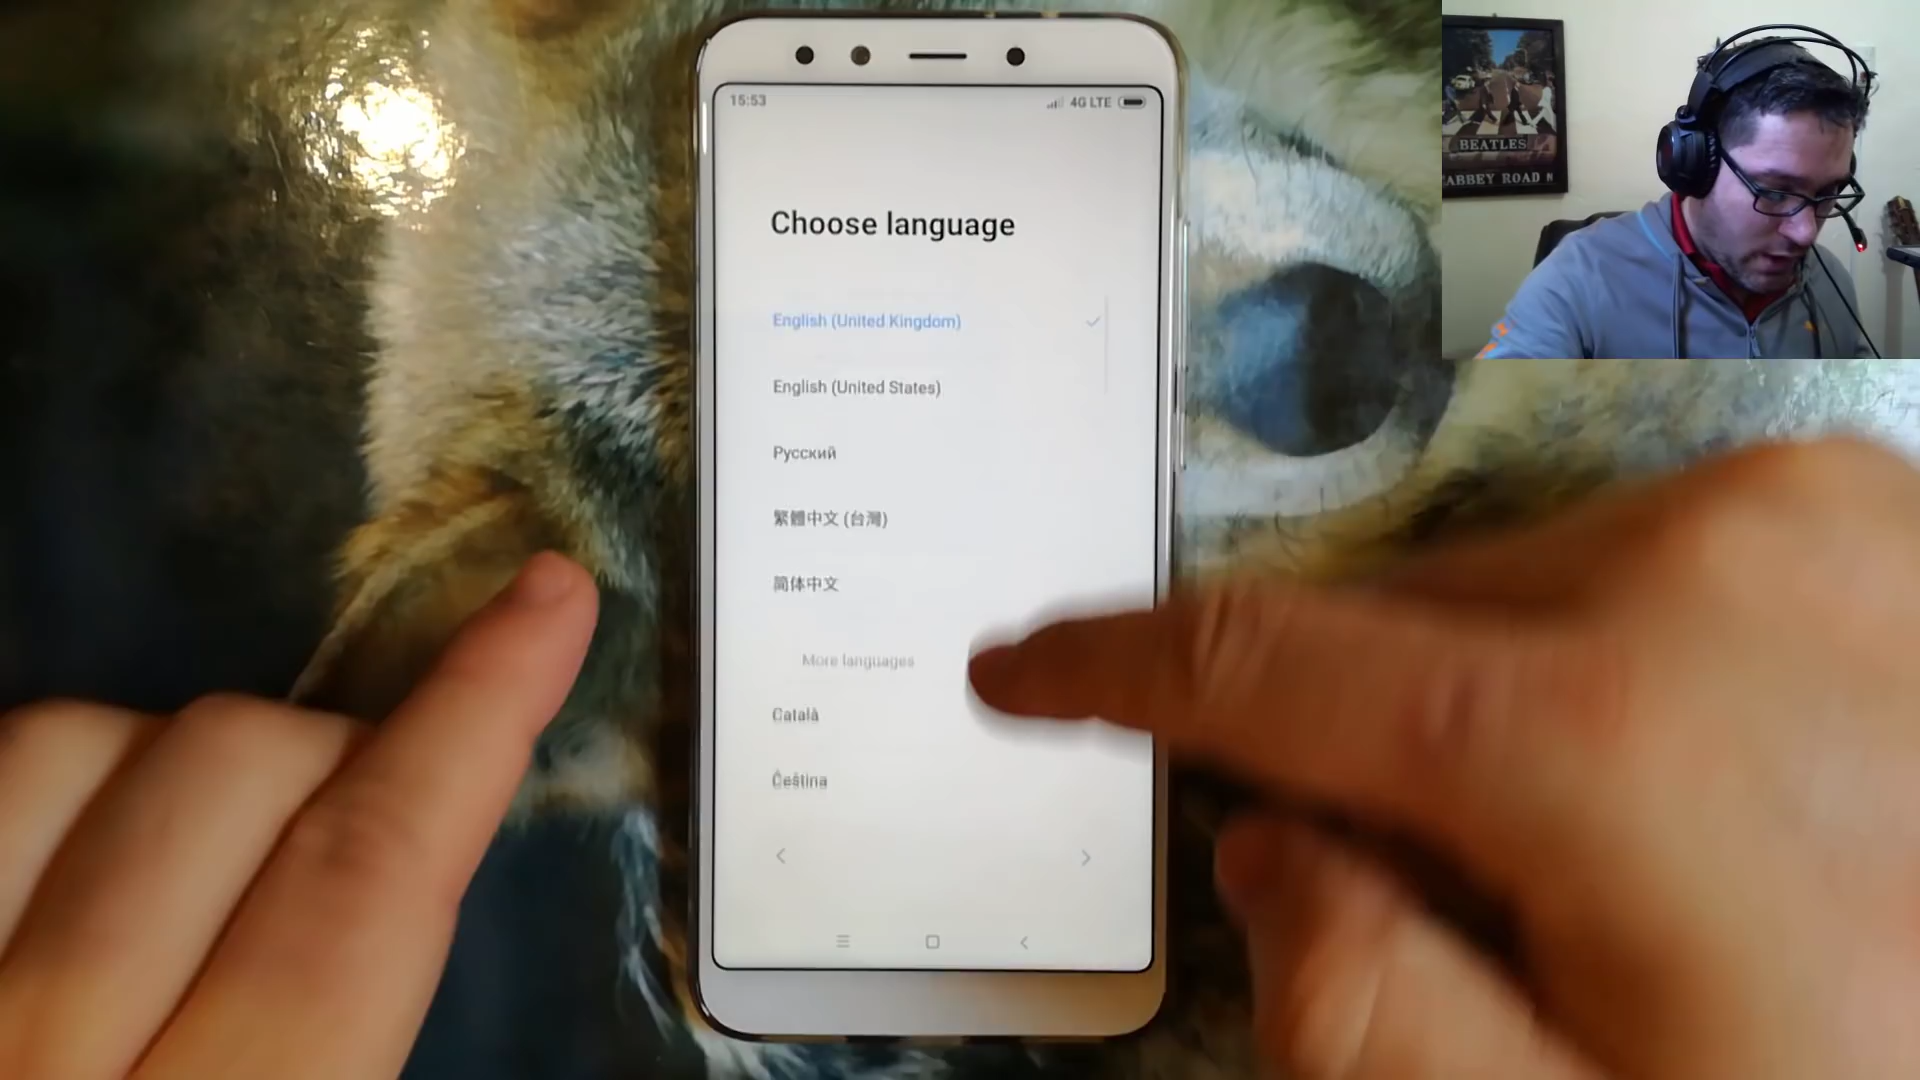 15:53
4G LTE
Choose language
English (United Kingdom)
English (United States)
Русский
繁體中文 (台灣)
简体中文
More languages
Català
Čeština
BEATLES
ABBEY ROAD